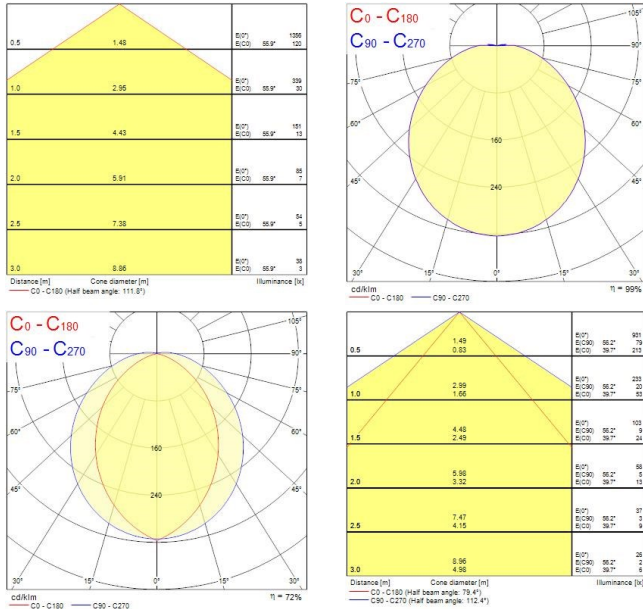 0.5 1.48 E(0°) 1356
E(C0) 55.9° 120
1.0 2.95 E(0°) 339
E(C0) 55.9° 30
1.5 4.43 E(0°) 151
E(C0) 55.9° 13
2.0 5.91 E(0°) 85
E(C0) 55.9° 7
2.5 7.38 E(0°) 54
E(C0) 55.9° 5
3.0 8.86 E(0°) 38
E(C0) 55.9° 3
Distance [m] Cone diameter [m] Illuminance [lx]
C0 - C180 (Half beam angle: 111.8°)
C0 - C180
C90 - C270
105°
90°
75° 75°
60° 60°
160
45° 45°
240
30° 15° 0° 15° 30°
cd/klm η = 99%
C0 - C180 C90 - C270
C0 - C180
C90 - C270
105°
90°
75° 75°
60° 60°
160
45° 45°
240
30° 15° 0° 15° 30°
cd/klm η = 72%
C0 - C180 C90 - C270
E(0°) 931
0.5 1.49 E(C90) 56.2° 79
0.83 E(C0) 39.7° 213
E(0°) 233
1.0 2.99 E(C90) 56.2° 20
1.66 E(C0) 39.7° 53
E(0°) 103
1.5 4.48 E(C90) 56.2° 9
2.49 E(C0) 39.7° 24
E(0°) 58
2.0 5.98 E(C90) 56.2° 5
3.32 E(C0) 39.7° 13
E(0°) 37
2.5 7.47 E(C90) 56.2° 3
4.15 E(C0) 39.7° 9
E(0°) 26
3.0 8.96 E(C90) 56.2° 2
4.98 E(C0) 39.7° 6
Distance [m] Cone diameter [m] Illuminance [lx]
C0 - C180 (Half beam angle: 79.4°)
C90 - C270 (Half beam angle: 112.4°)